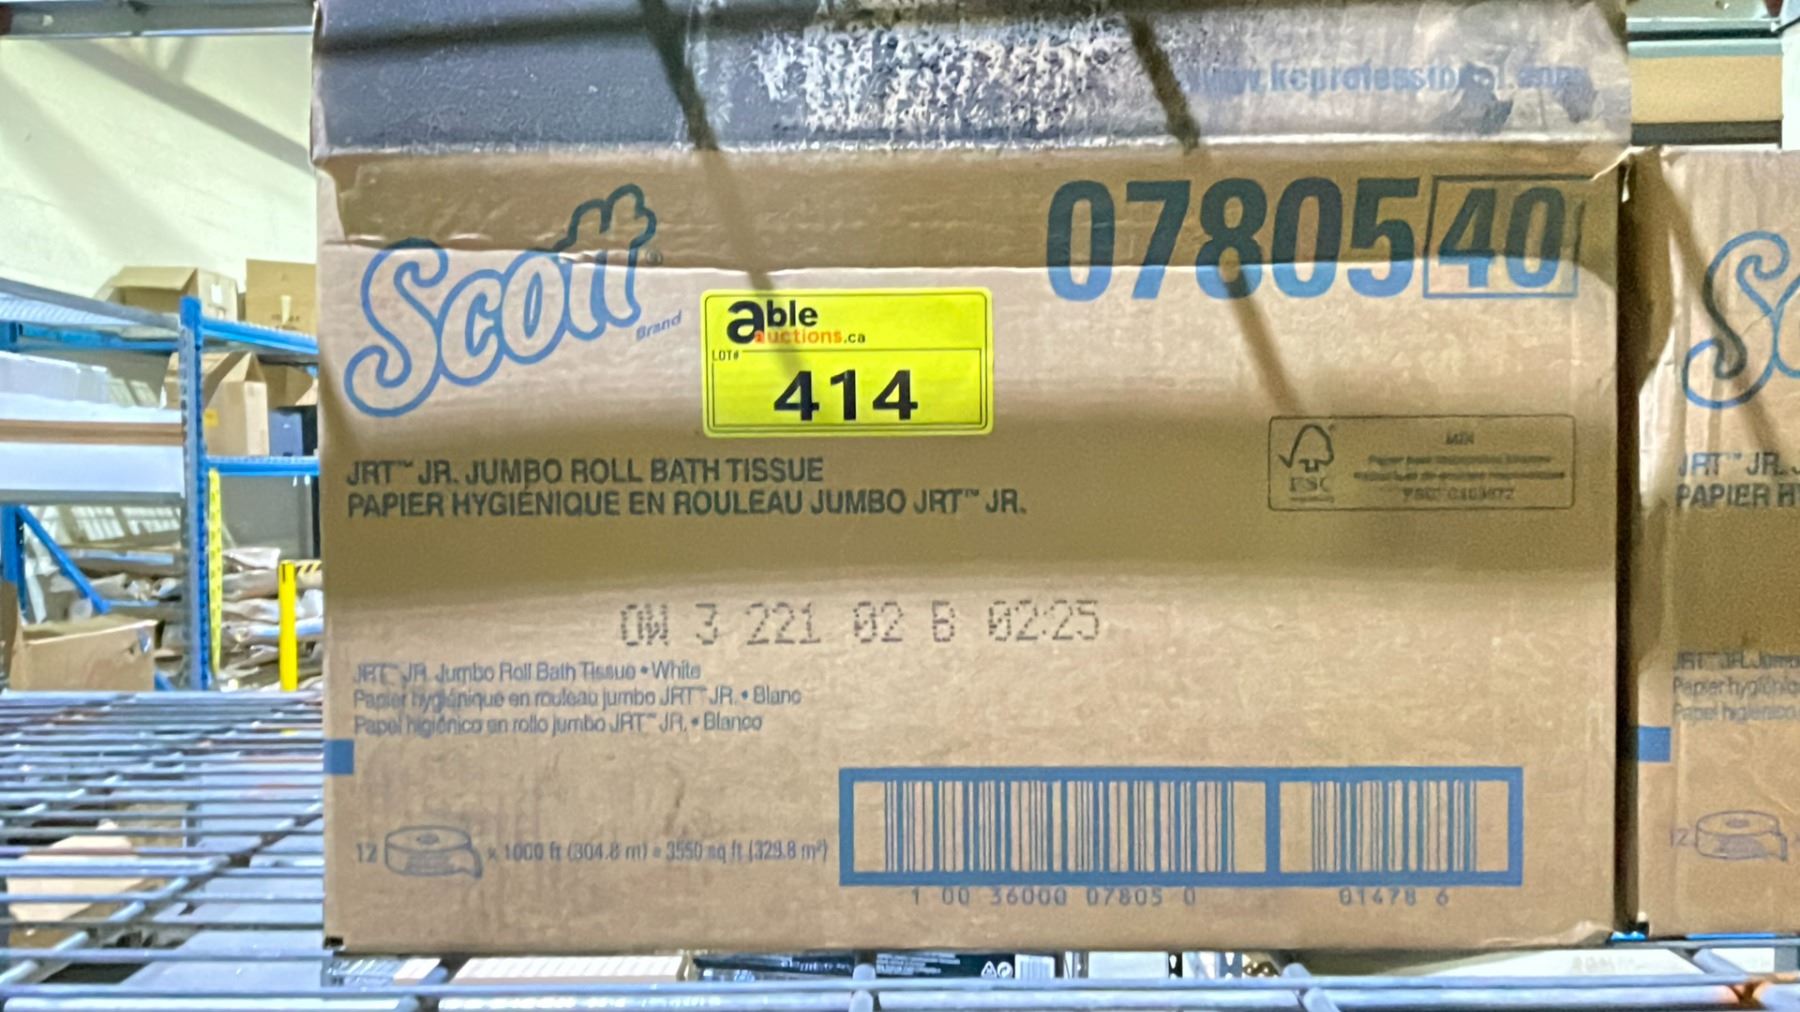 www.kcprofessional.com
Scott® Brand
07805 40
able
auctions.ca
LOT#
414
JRT™ JR. JUMBO ROLL BATH TISSUE
PAPIER HYGIÉNIQUE EN ROULEAU JUMBO JRT™ JR.
FSC
MIX
OW 3 221 02 B 02:25
JRT™ JR. Jumbo Roll Bath Tissue • White
Papier hygiénique en rouleau jumbo JRT™ JR. • Blanc
Papel higiénico en rollo jumbo JRT™ JR. • Blanco
12 x 1000 ft (304.8 m) = 3550 sq ft (329.8 m²)
1 00 36000 07805 0
01478 6
Sc
JRT™ JR.
PAPIER H
JRT™ JR. Jumbo
Papier hygiénic
Papel higiénico
12